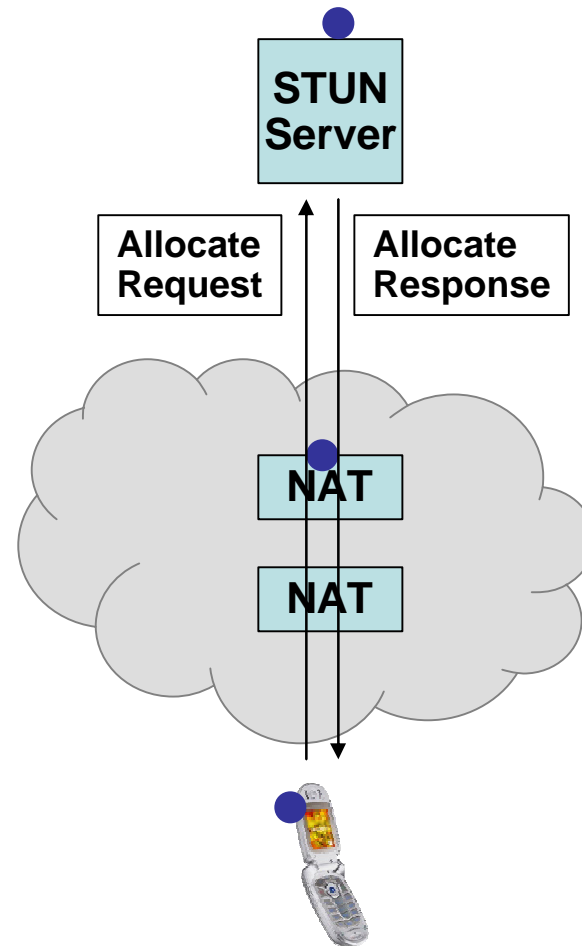 STUN
Server
Allocate
Request
Allocate
Response
NAT
NAT